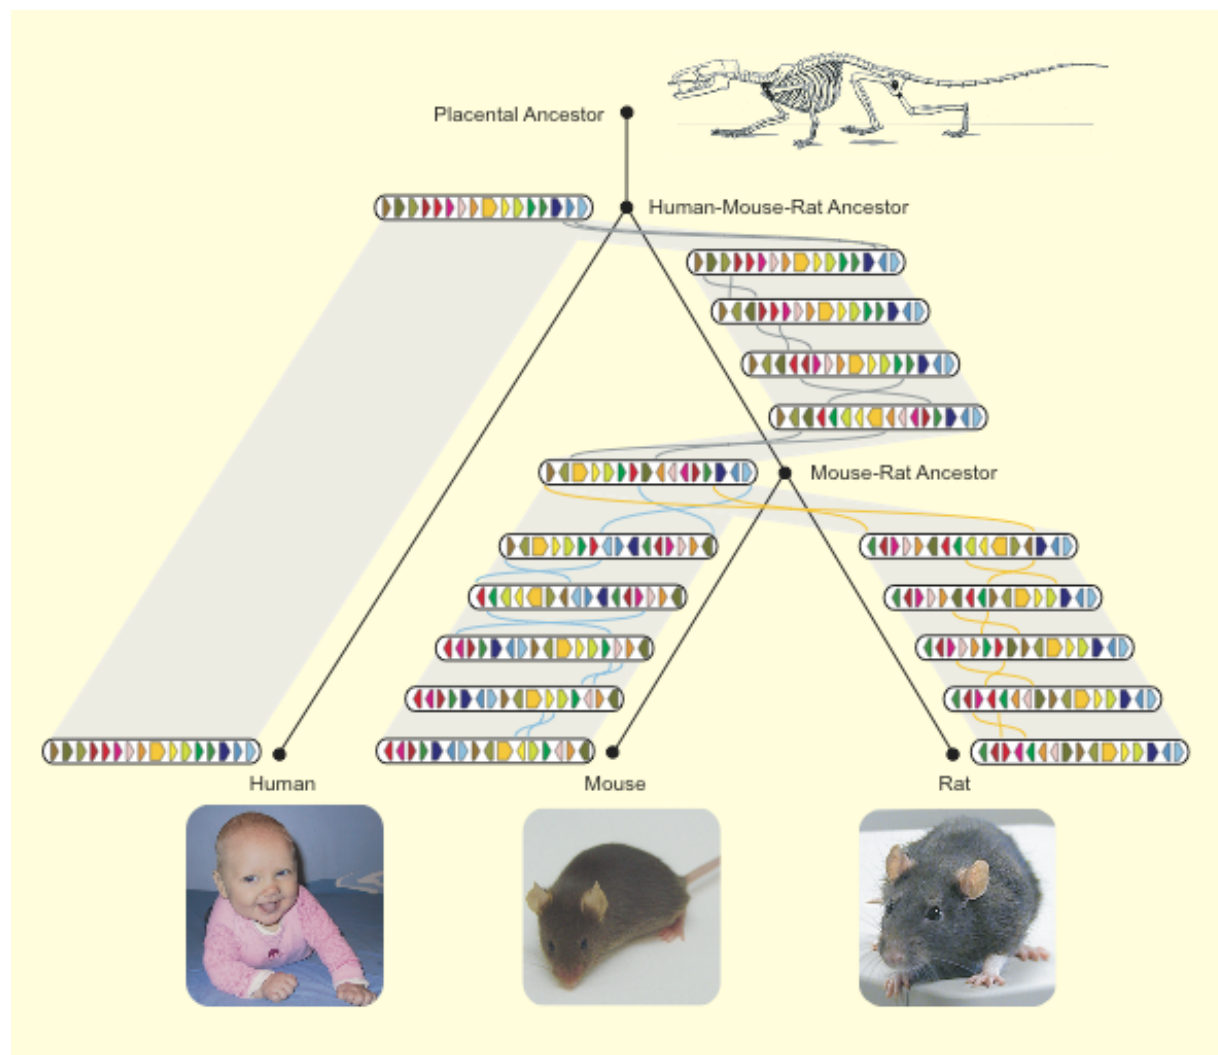 Placental Ancestor
Human-Mouse-Rat Ancestor
Mouse-Rat Ancestor
Human
Mouse
Rat